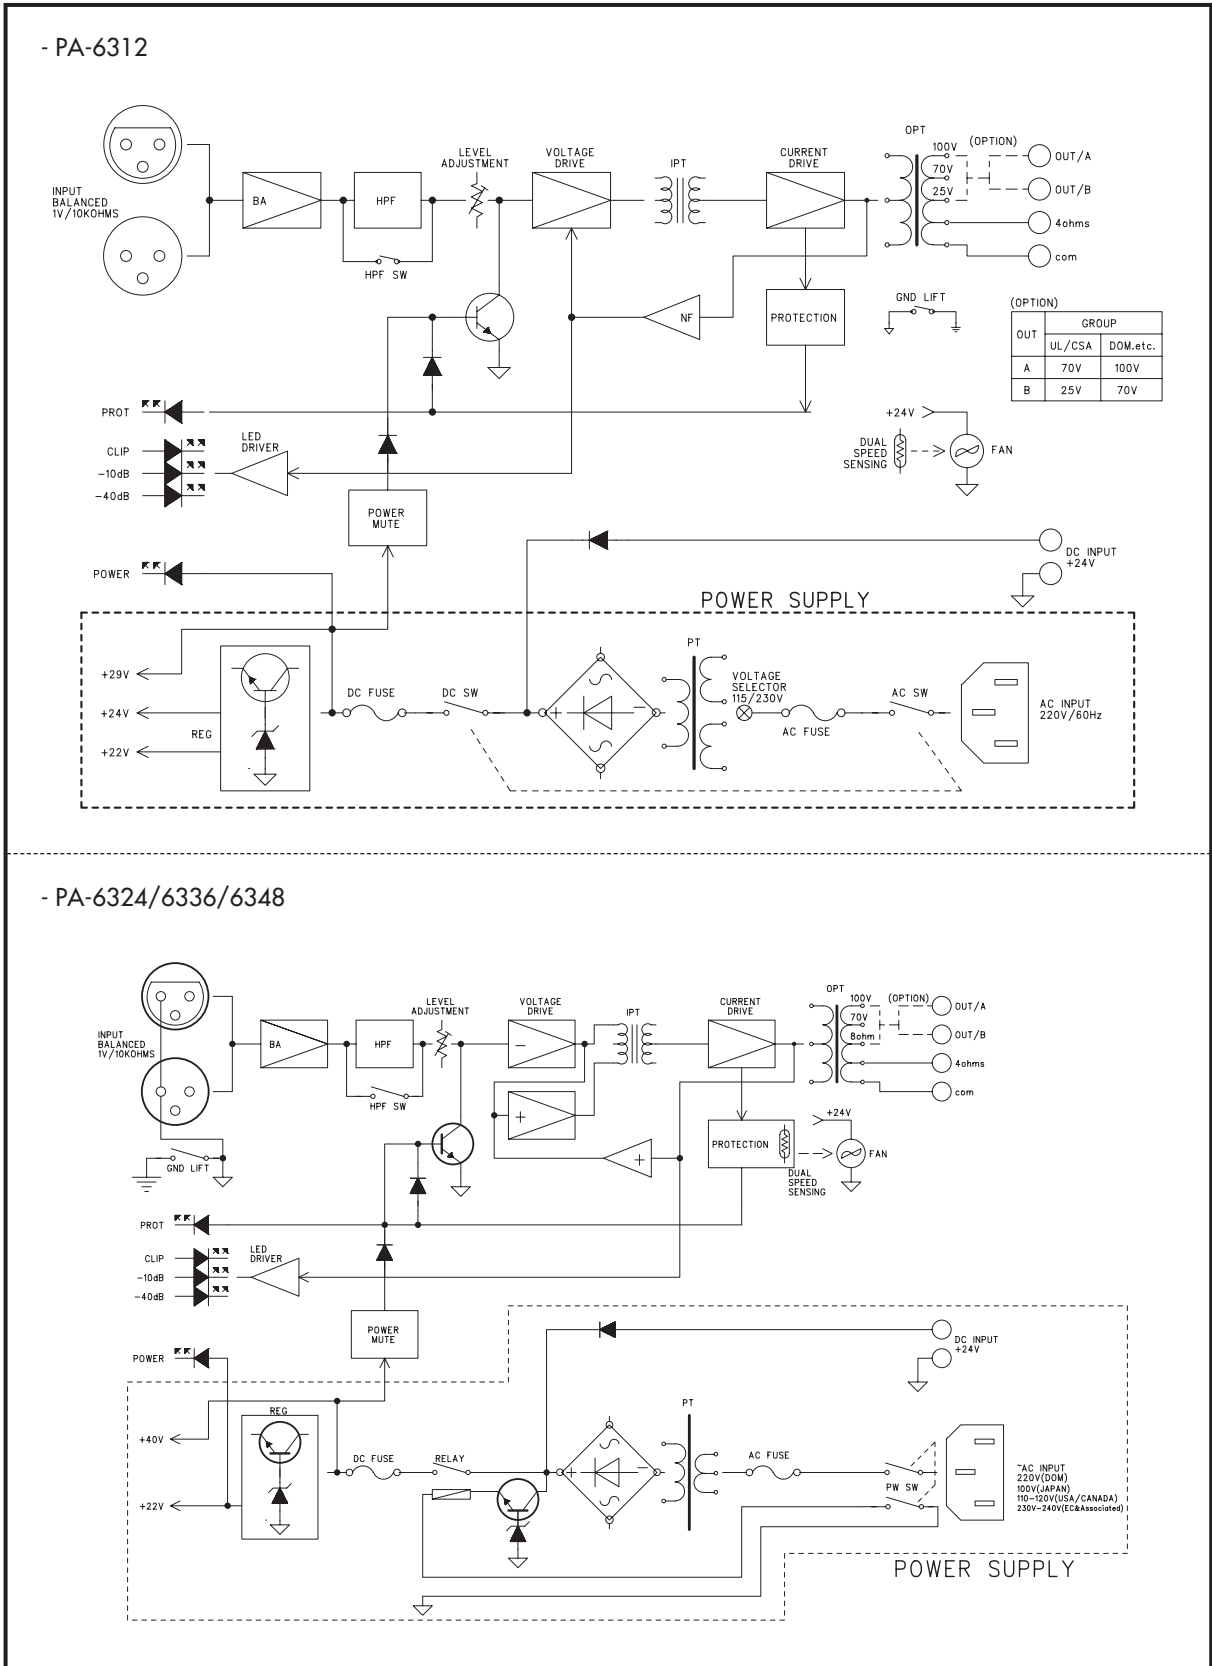 - PA-6312
OPT
(OPTION)
100V
70V
25V
OUT/A
OUT/B
4ohms
com
LEVEL
ADJUSTMENT
VOLTAGE
DRIVE
IPT
CURRENT
DRIVE
INPUT
BALANCED
1V/10KOHMS
BA
HPF
HPF SW
NF
PROTECTION
GND LIFT
(OPTION)
OUT GROUP
UL/CSA DOM.etc.
A 70V 100V
B 25V 70V
PROT
CLIP
-10dB
-40dB
LED
DRIVER
+24V
DUAL
SPEED
SENSING
FAN
POWER
MUTE
DC INPUT
+24V
POWER
POWER SUPPLY
+29V
+24V
+22V
REG
DC FUSE
DC SW
+
-
PT
VOLTAGE
SELECTOR
115/230V
AC FUSE
AC SW
AC INPUT
220V/60Hz
- PA-6324/6336/6348
OPT
100V
(OPTION)
70V
8ohm
OUT/A
OUT/B
4ohms
com
LEVEL
ADJUSTMENT
VOLTAGE
DRIVE
IPT
CURRENT
DRIVE
INPUT
BALANCED
1V/10KOHMS
BA
HPF
HPF SW
-
+
+
GND LIFT
PROTECTION
DUAL
SPEED
SENSING
+24V
FAN
PROT
CLIP
-10dB
-40dB
LED
DRIVER
POWER
MUTE
DC INPUT
+24V
POWER
+40V
+22V
REG
DC FUSE
RELAY
+
-
PT
AC FUSE
PW SW
~AC INPUT
220V(DOM)
100V(JAPAN)
110-120V(USA/CANADA)
230V-240V(EC&Associated)
POWER SUPPLY